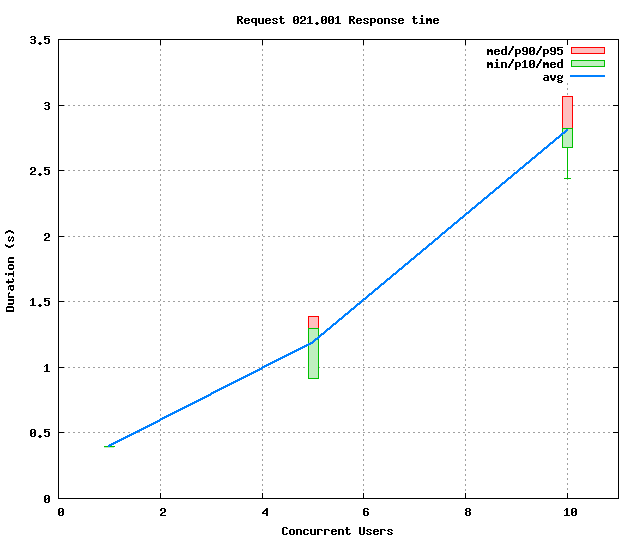 Request 021.001 Response time
3.5
3
2.5
2
1.5
1
0.5
0
med/p90/p95
min/p10/med
avg
Duration (s)
0 2 4 6 8 10
Concurrent Users